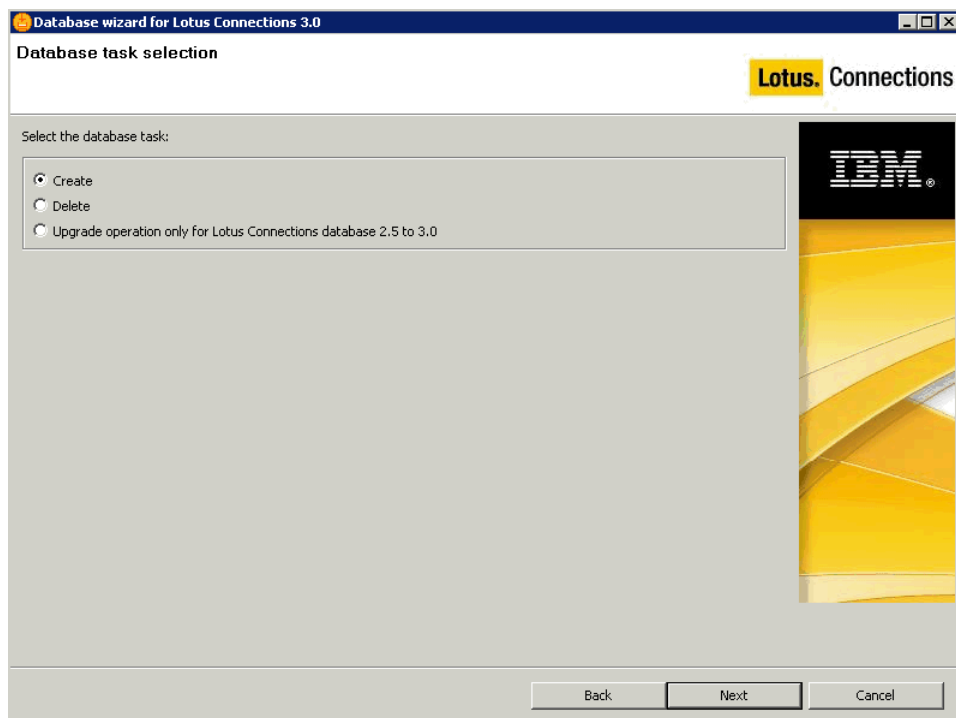 Database wizard for Lotus Connections 3.0
Database task selection
Lotus. Connections
Select the database task:
IBM®
Create
Delete
Upgrade operation only for Lotus Connections database 2.5 to 3.0
Back
Next
Cancel